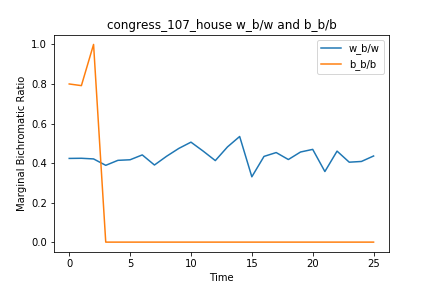 congress_107_house w_b/w and b_b/b
w_b/w
b_b/b
Marginal Bichromatic Ratio
1.0
0.8
0.6
0.4
0.2
0.0
0 5 10 15 20 25
Time